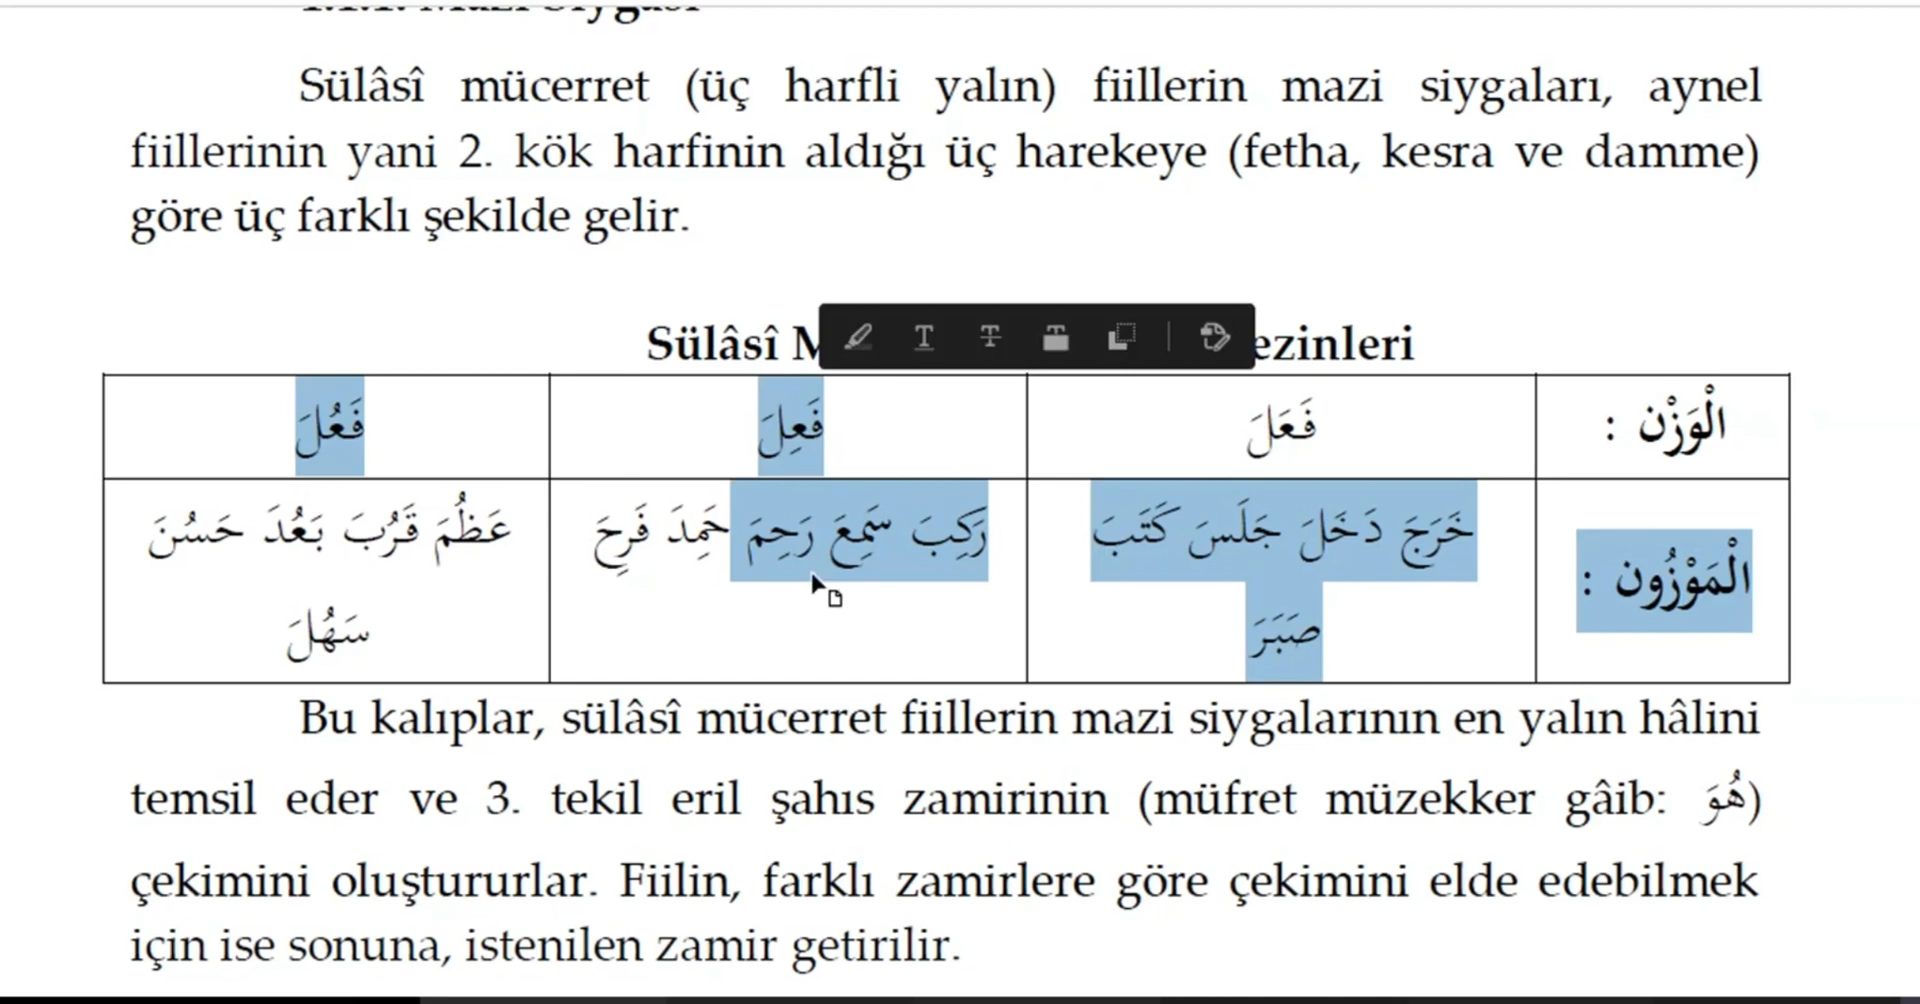 Sülâsî mücerret (üç harfli yalın) fiillerin mazi siygaları, aynel
fiillerinin yani 2. kök harfinin aldığı üç harekeye (fetha, kesra ve damme)
göre üç farklı şekilde gelir.
Sülâsî ezinleri
الْوَزْن : فَعَلَ فَعِلَ فَعُلَ
الْمَوْزُون : خَرَجَ دَخَلَ جَلَسَ كَتَبَ رَكِبَ سَمِعَ رَحِمَ حَمِدَ فَرِحَ عَظُمَ قَرُبَ بَعُدَ حَسُنَ
صَبَرَ سَهُلَ
Bu kalıplar, sülâsî mücerret fiillerin mazi siygalarının en yalın hâlini
temsil eder ve 3. tekil eril şahıs zamirinin (müfret müzekker gâib: هُوَ)
çekimini oluştururlar. Fiilin, farklı zamirlere göre çekimini elde edebilmek
için ise sonuna, istenilen zamir getirilir.